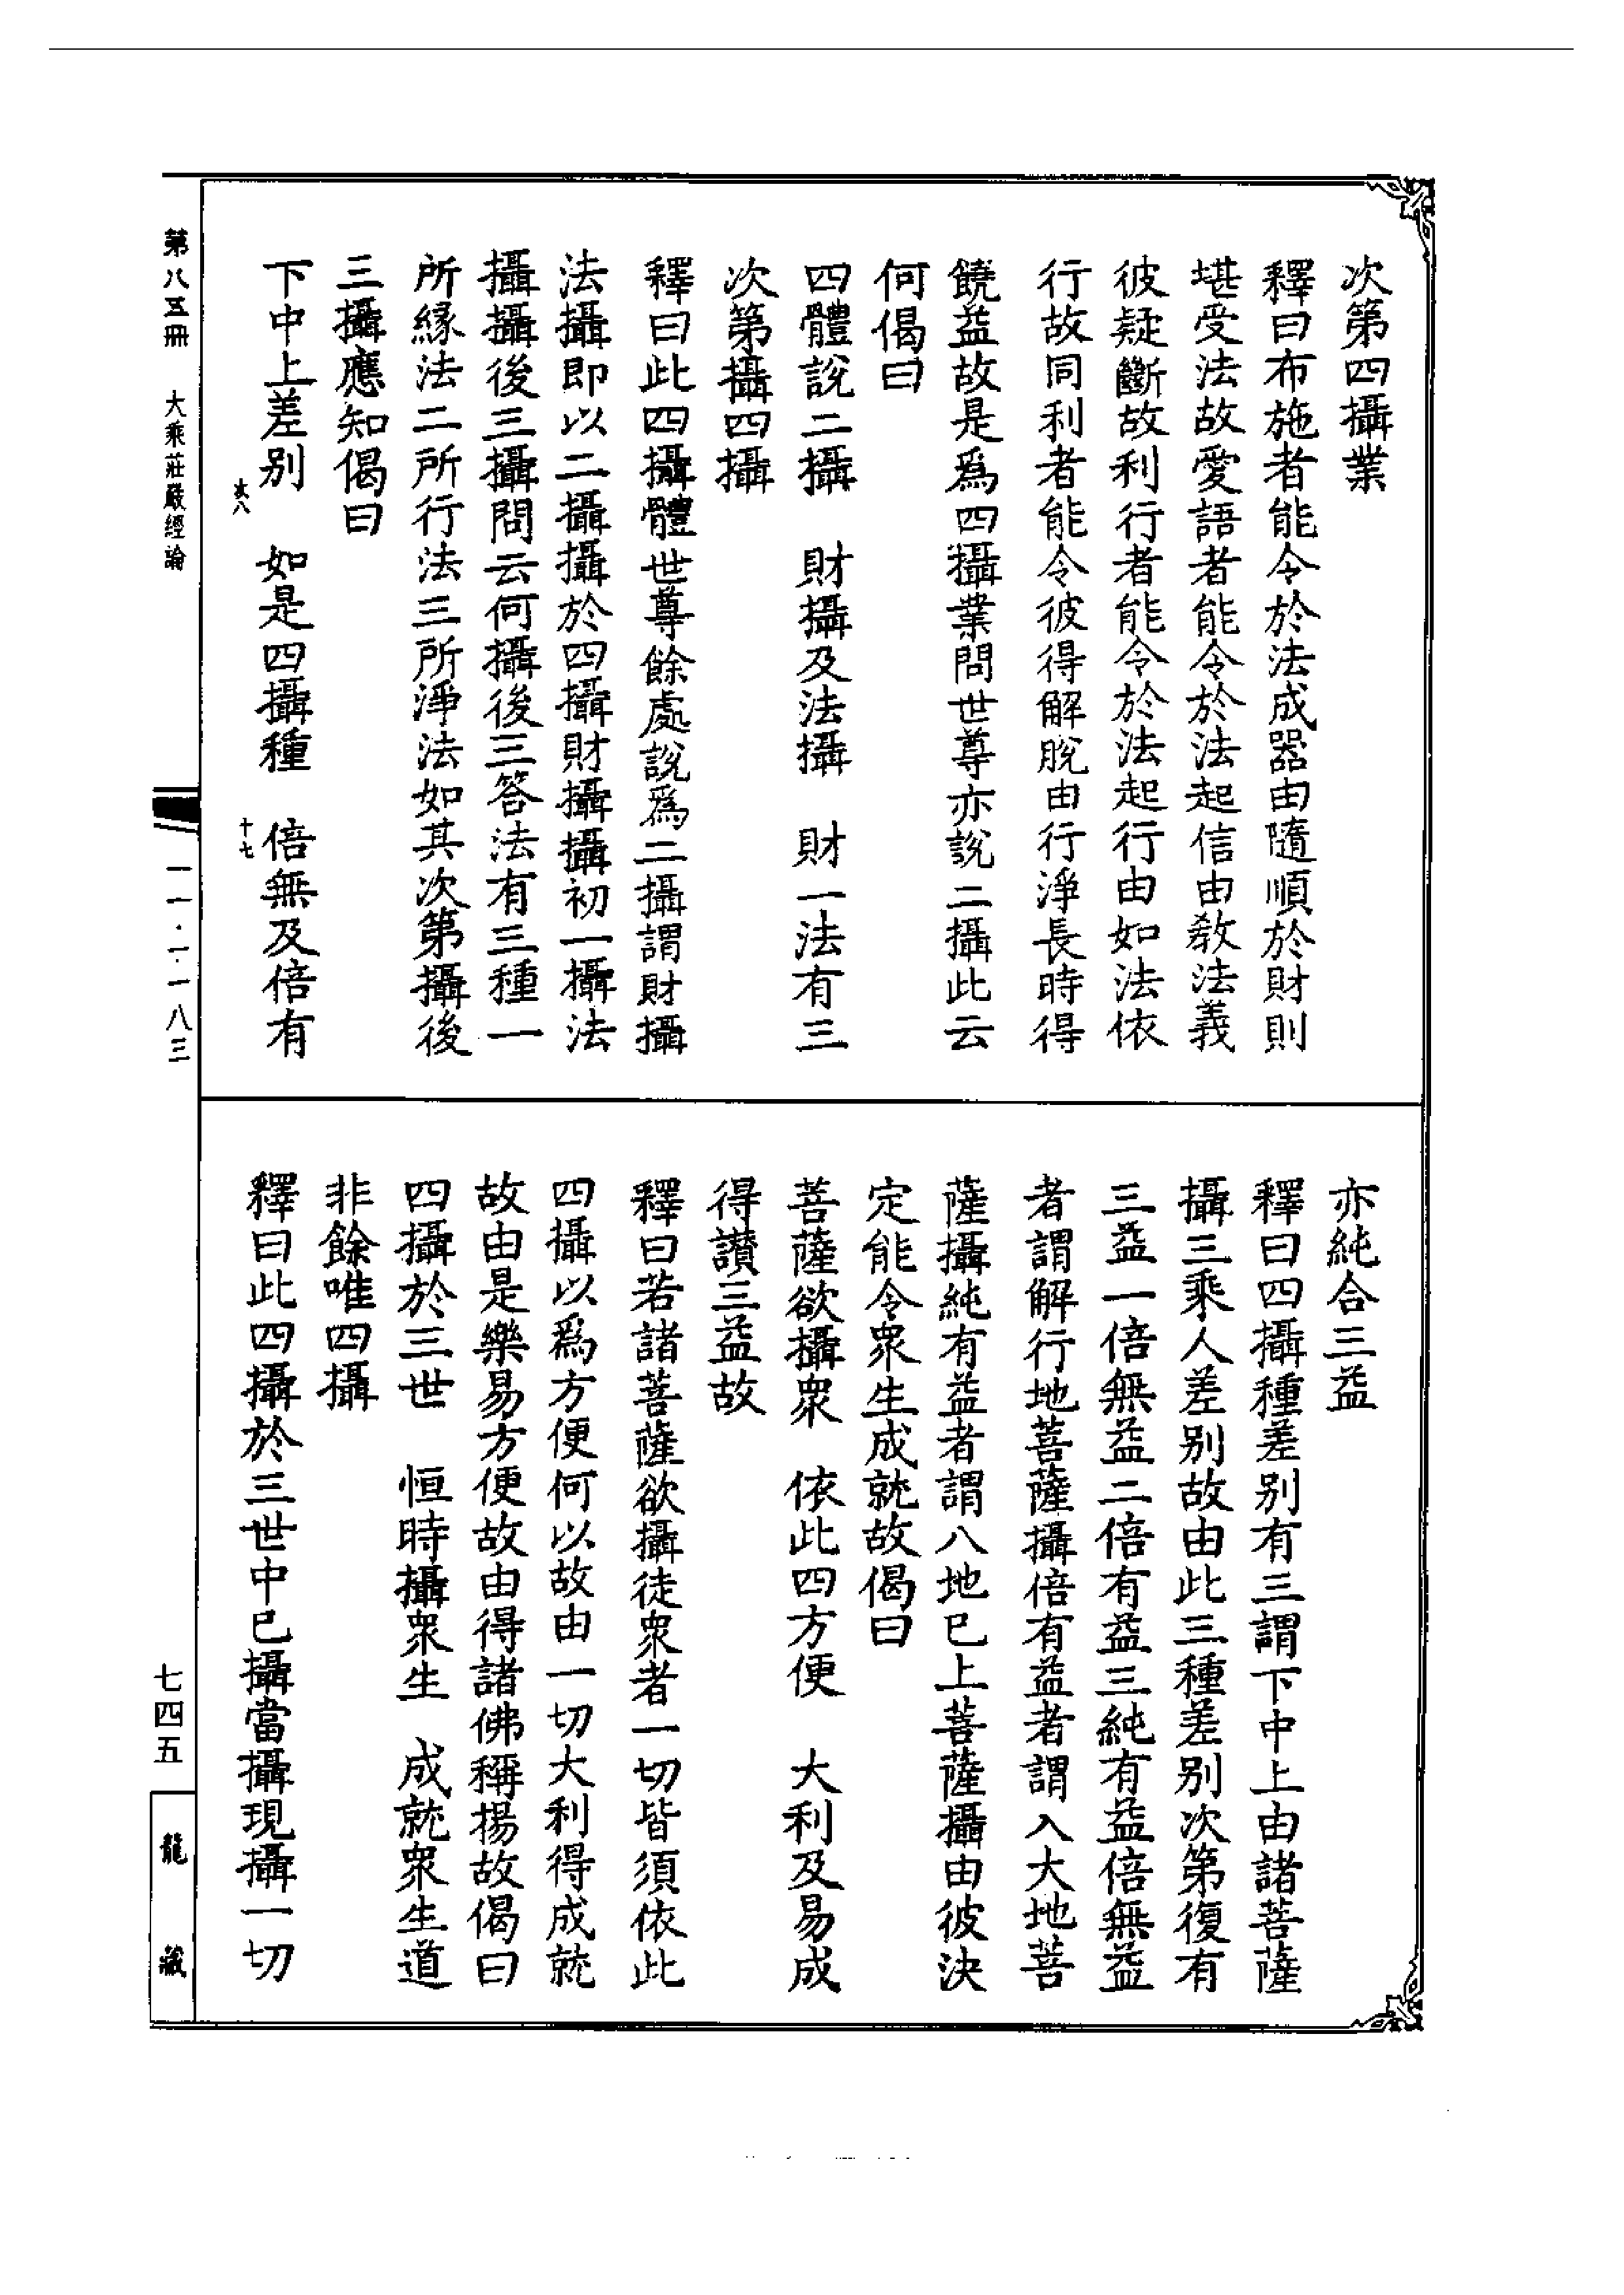 次第四攝業
釋曰布施者能令於法成器由隨順於財則
堪受法故愛語者能令於法起信由教法義
彼疑斷故利行者能令於法起行由如法依
行故同利者能令彼得解脫由行淨長時得
饒益故是爲四攝業問世尊亦說二攝此云
何偈曰
四體說二攝　財攝及法攝　財一法有三
次第攝四攝
釋曰此四攝體世尊餘處說爲二攝謂財攝
法攝即以二攝攝於四攝財攝攝初一攝法
攝攝後三攝問云何攝後三答法有三種一
所緣法二所行法三所淨法如其次第攝後
三攝應知偈曰
下中上差别　如是四攝種　倍無及倍有
亦純合三益
釋曰四攝種差别有三謂下中上由諸菩薩
攝三乘人差别故由此三種差别次第復有
三益一倍無益二倍有益三純有益倍無益
者謂解行地菩薩攝倍有益者謂入大地菩
薩攝純有益者謂八地已上菩薩攝由彼決
定能令衆生成就故偈曰
菩薩欲攝衆　依此四方便　大利及易成
得讃三益故
釋曰若諸菩薩欲攝徒衆者一切皆須依此
四攝以爲方便何以故由一切大利得成就
故由是樂易方便故由得諸佛稱揚故偈曰
四攝於三世　恒時攝衆生　成就衆生道
非餘唯四攝
釋曰此四攝於三世中已攝當攝現攝一切
第八五冊　大乘莊嚴經論
十七
一一·一·一八三
七四五
龍藏